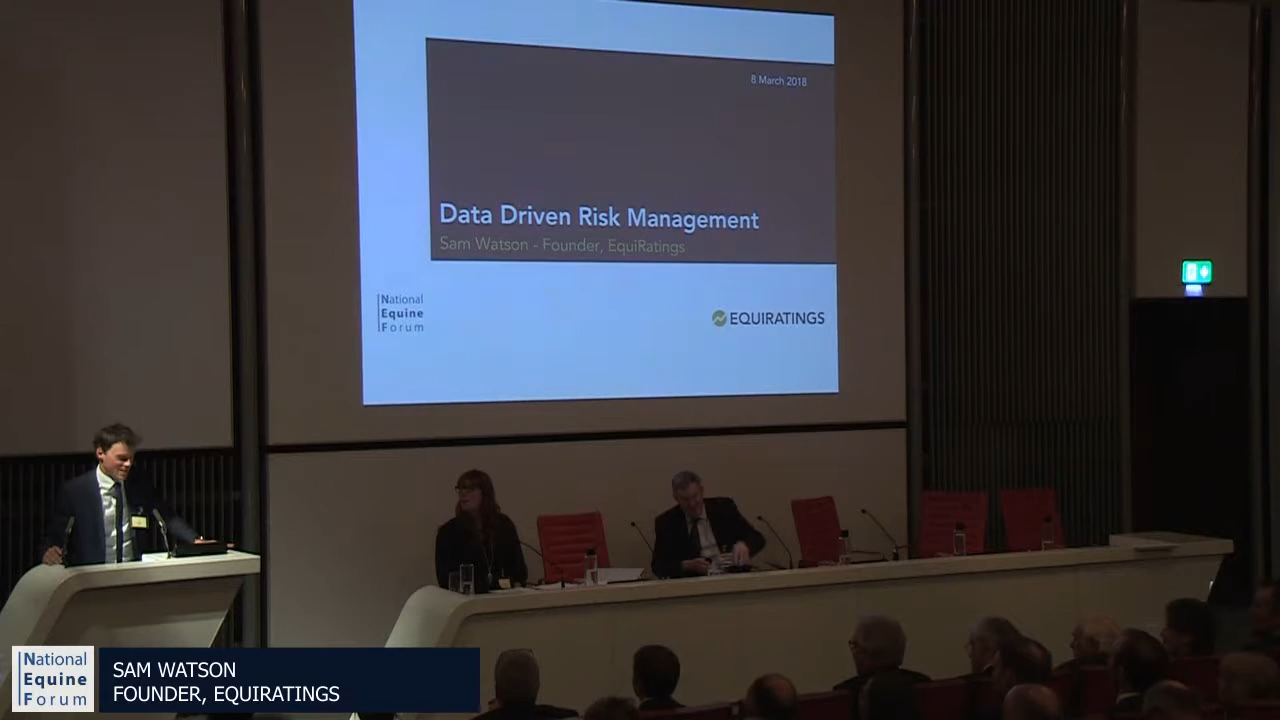 8 March 2018
Data Driven Risk Management
Sam Watson - Founder, EquiRatings
National
Equine
Forum
EQUIRATINGS
National
Equine
Forum
SAM WATSON
FOUNDER, EQUIRATINGS